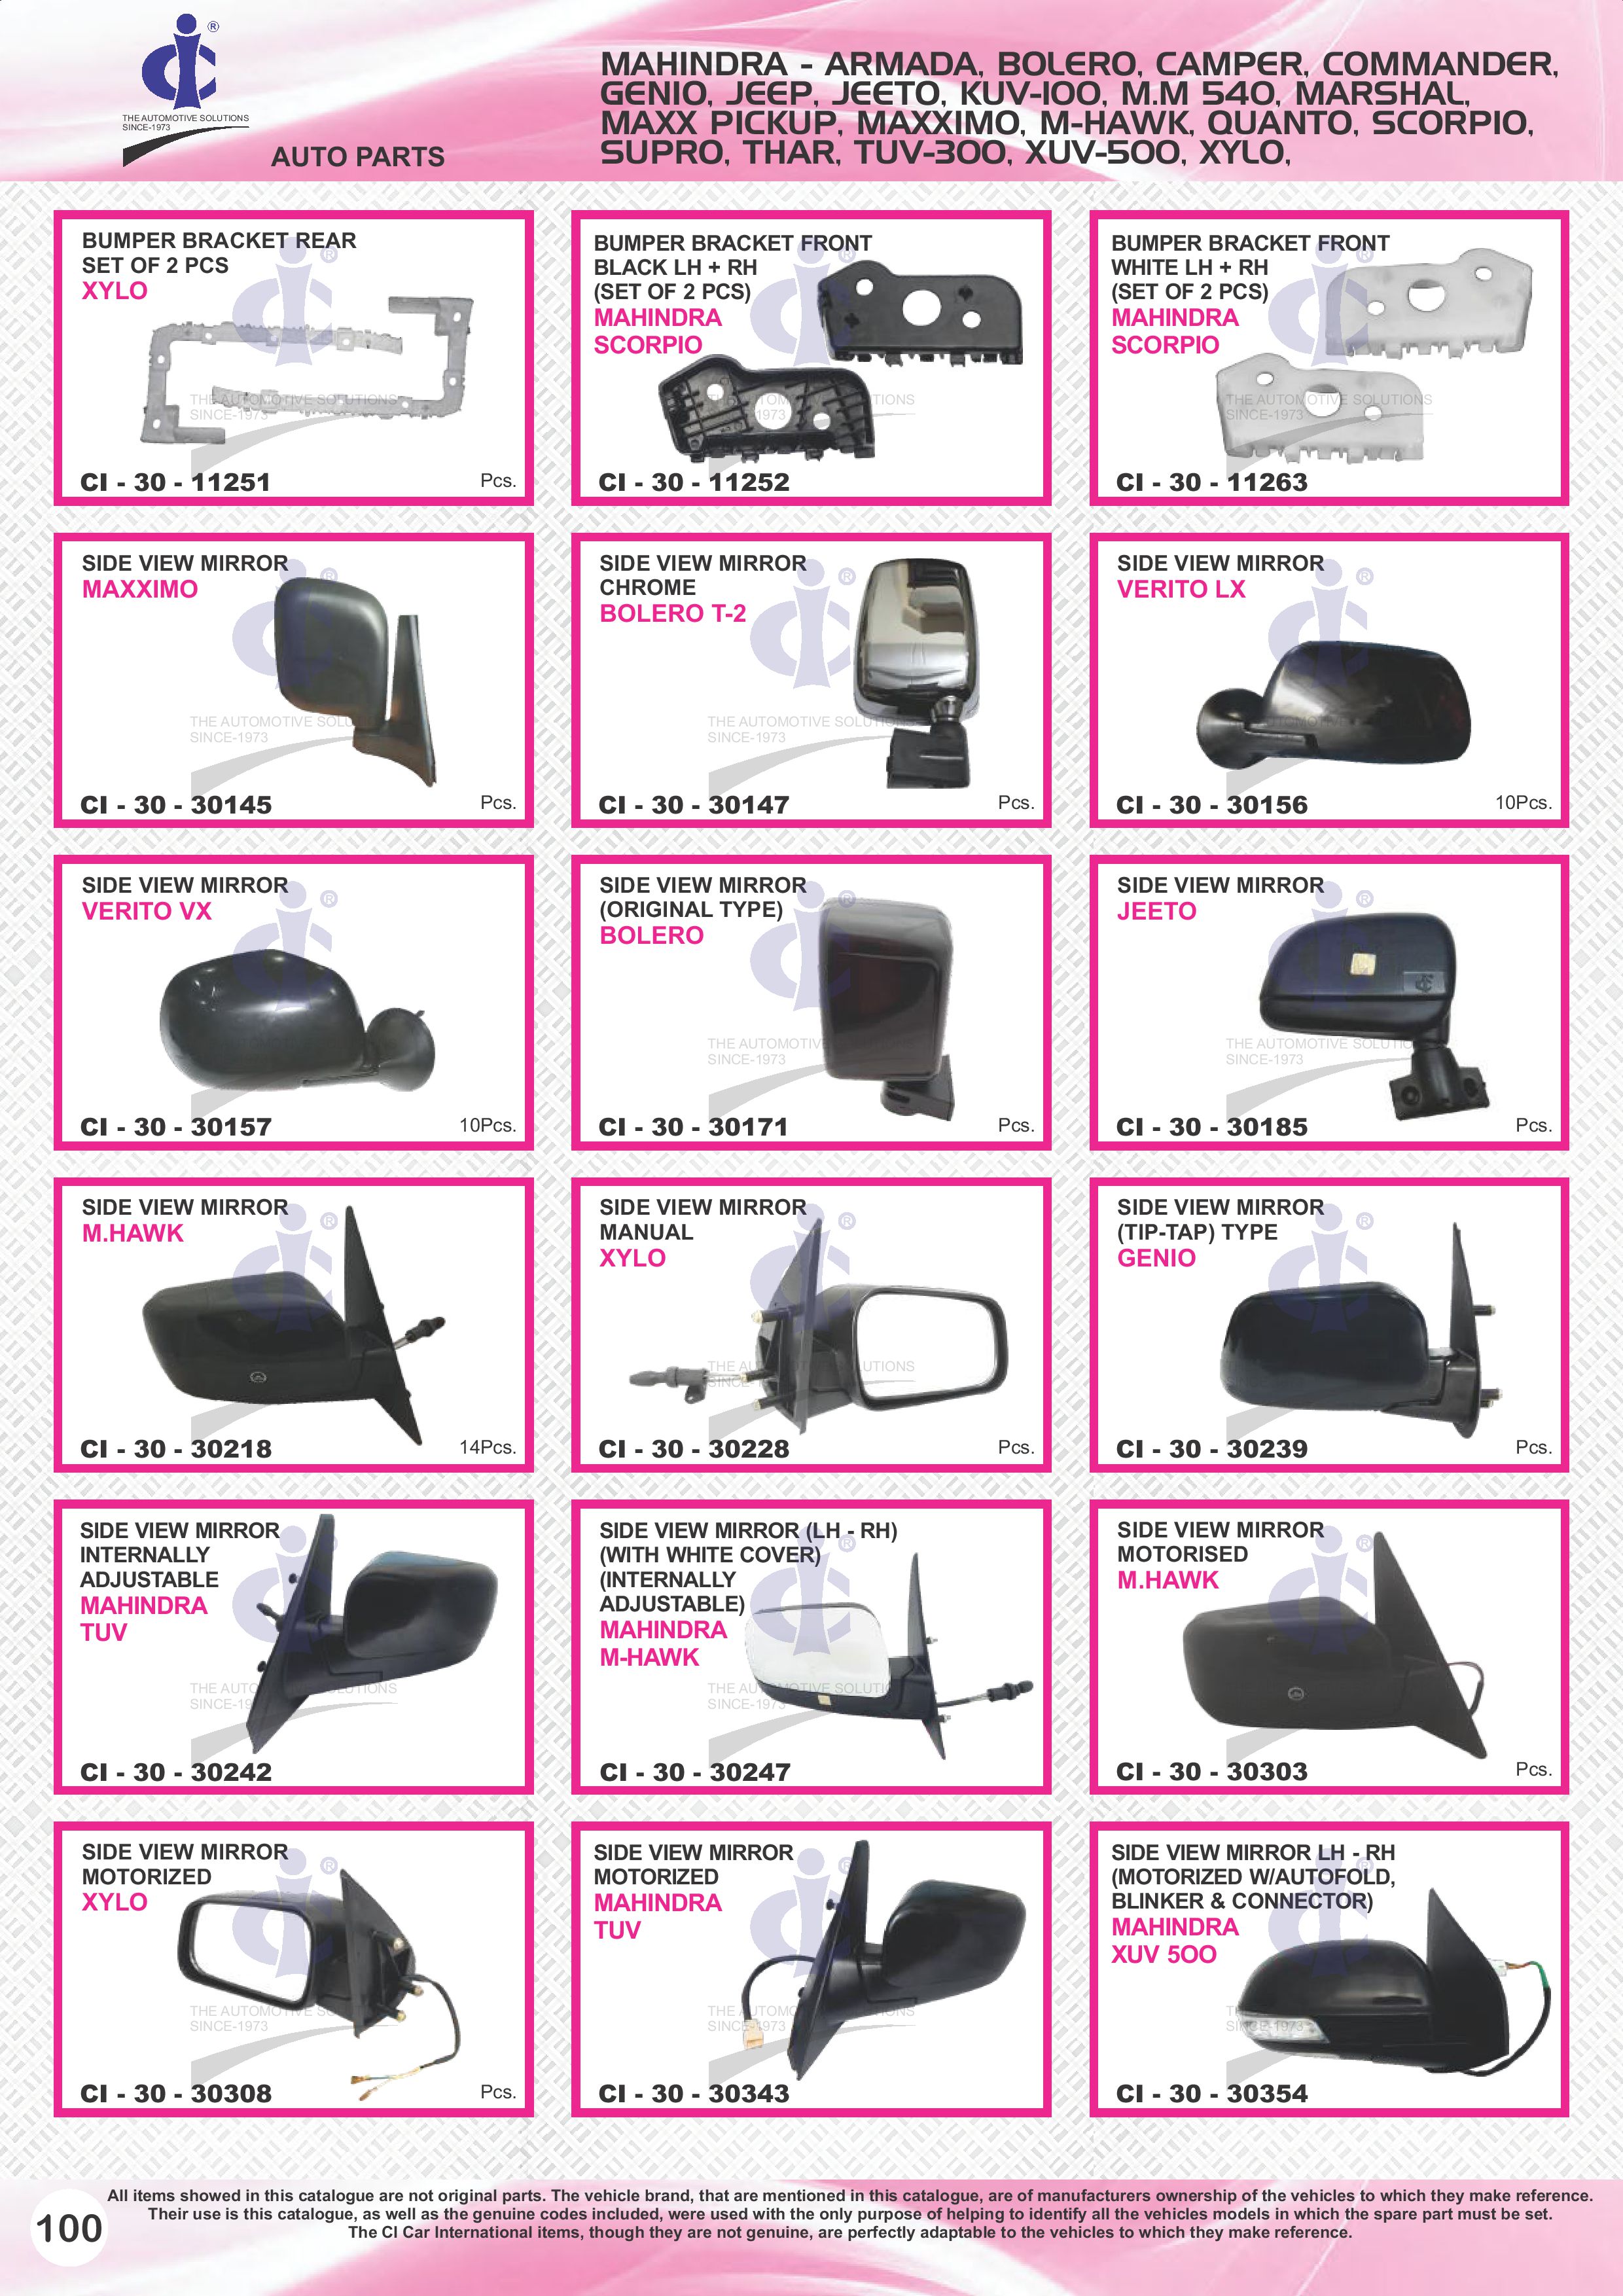 ®
THE AUTOMOTIVE SOLUTIONS
SINCE-1973
AUTO PARTS
MAHINDRA - ARMADA, BOLERO, CAMPER, COMMANDER,
GENIO, JEEP, JEETO, KUV-100, M.M 540, MARSHAL,
MAXX PICKUP, MAXXIMO, M-HAWK, QUANTO, SCORPIO,
SUPRO, THAR, TUV-300, XUV-500, XYLO,
BUMPER BRACKET REAR
SET OF 2 PCS
XYLO
CI - 30 - 11251
Pcs.
BUMPER BRACKET FRONT
BLACK LH + RH
(SET OF 2 PCS)
MAHINDRA
SCORPIO
CI - 30 - 11252
BUMPER BRACKET FRONT
WHITE LH + RH
(SET OF 2 PCS)
MAHINDRA
SCORPIO
CI - 30 - 11263
SIDE VIEW MIRROR
MAXXIMO
CI - 30 - 30145
Pcs.
SIDE VIEW MIRROR
CHROME
BOLERO T-2
CI - 30 - 30147
Pcs.
SIDE VIEW MIRROR
VERITO LX
CI - 30 - 30156
10Pcs.
SIDE VIEW MIRROR
VERITO VX
CI - 30 - 30157
10Pcs.
SIDE VIEW MIRROR
(ORIGINAL TYPE)
BOLERO
CI - 30 - 30171
Pcs.
SIDE VIEW MIRROR
JEETO
CI - 30 - 30185
Pcs.
SIDE VIEW MIRROR
M.HAWK
CI - 30 - 30218
14Pcs.
SIDE VIEW MIRROR
MANUAL
XYLO
CI - 30 - 30228
Pcs.
SIDE VIEW MIRROR
(TIP-TAP) TYPE
GENIO
CI - 30 - 30239
Pcs.
SIDE VIEW MIRROR
INTERNALLY
ADJUSTABLE
MAHINDRA
TUV
CI - 30 - 30242
SIDE VIEW MIRROR (LH - RH)
(WITH WHITE COVER)
(INTERNALLY
ADJUSTABLE)
MAHINDRA
M-HAWK
CI - 30 - 30247
SIDE VIEW MIRROR
MOTORISED
M.HAWK
CI - 30 - 30303
Pcs.
SIDE VIEW MIRROR
MOTORIZED
XYLO
CI - 30 - 30308
Pcs.
SIDE VIEW MIRROR
MOTORIZED
MAHINDRA
TUV
CI - 30 - 30343
SIDE VIEW MIRROR LH - RH
(MOTORIZED W/AUTOFOLD,
BLINKER & CONNECTOR)
MAHINDRA
XUV 5OO
CI - 30 - 30354
All items showed in this catalogue are not original parts. The vehicle brand, that are mentioned in this catalogue, are of manufacturers ownership of the vehicles to which they make reference.
Their use is this catalogue, as well as the genuine codes included, were used with the only purpose of helping to identify all the vehicles models in which the spare part must be set.
The CI Car International items, though they are not genuine, are perfectly adaptable to the vehicles to which they make reference.
100